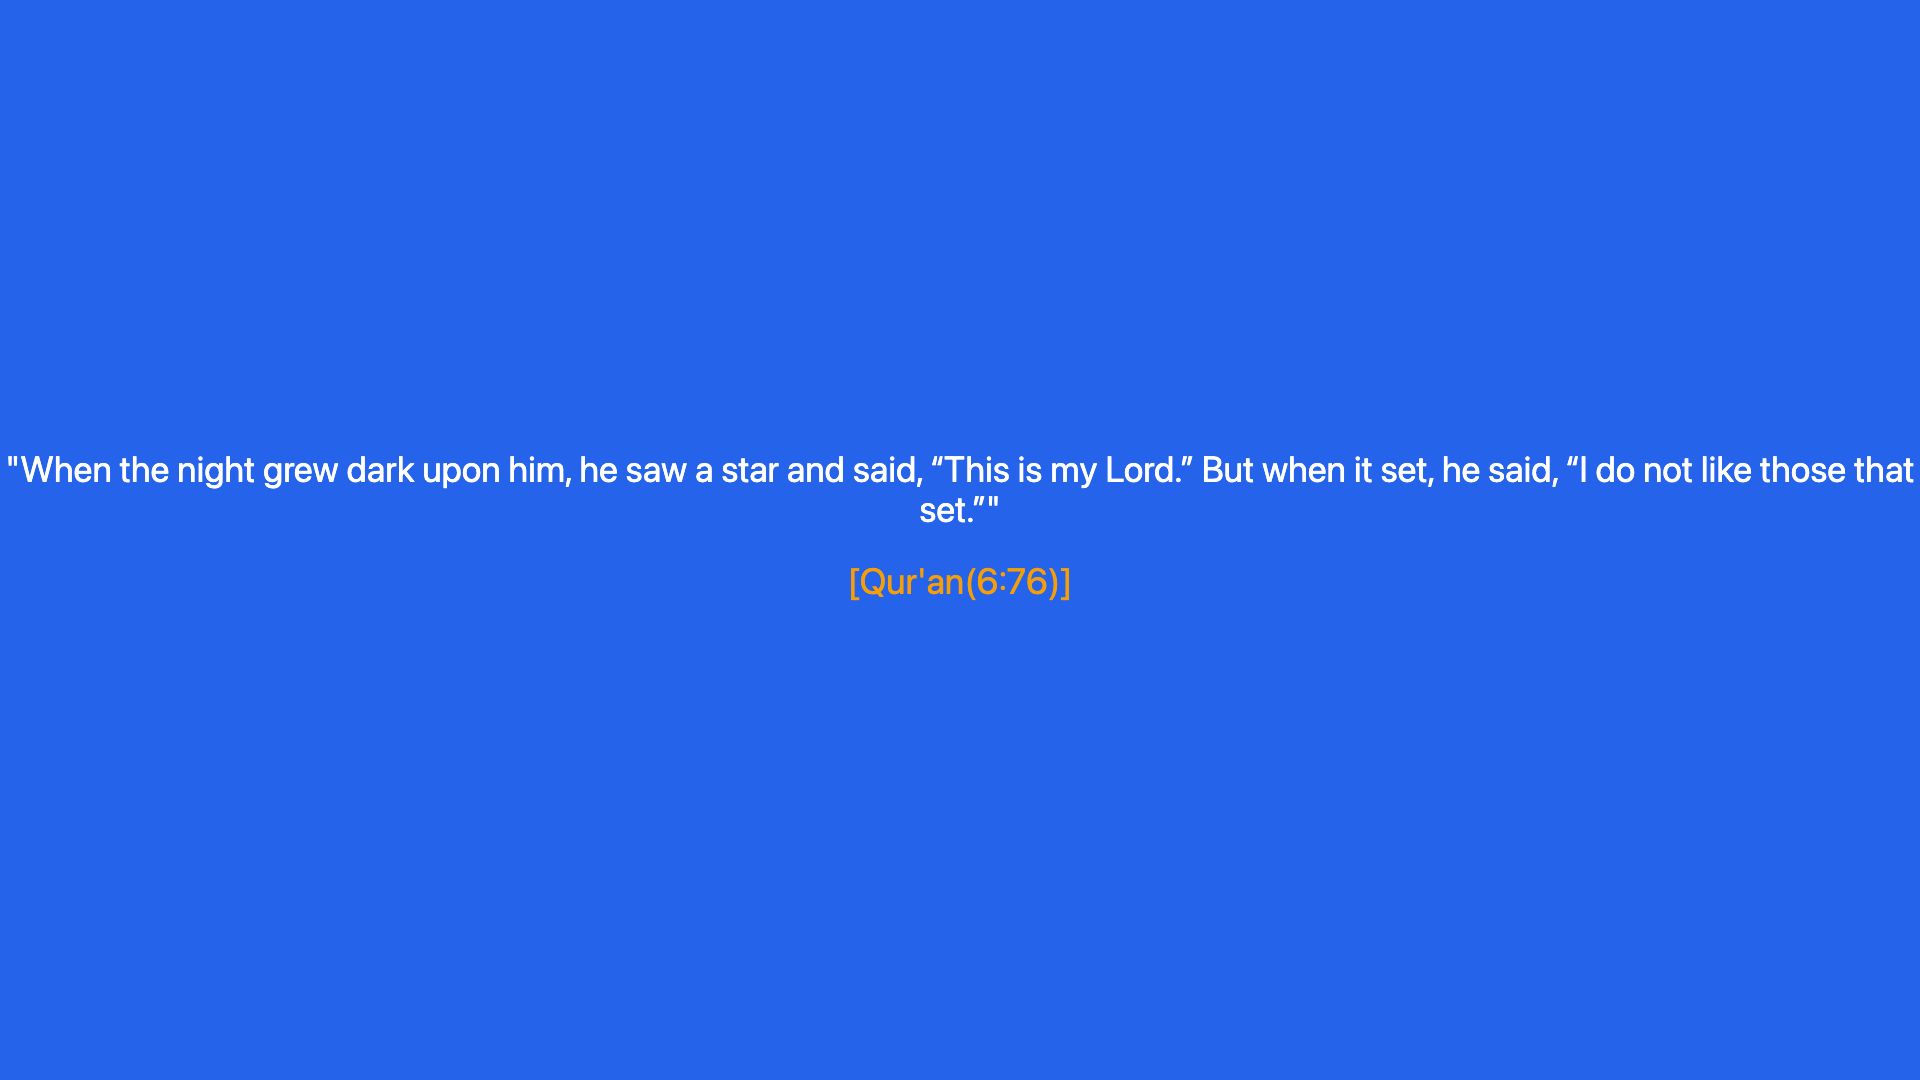 "When the night grew dark upon him, he saw a star and said, “This is my Lord.” But when it set, he said, “I do not like those that
set.”"
[Qur'an(6:76)]